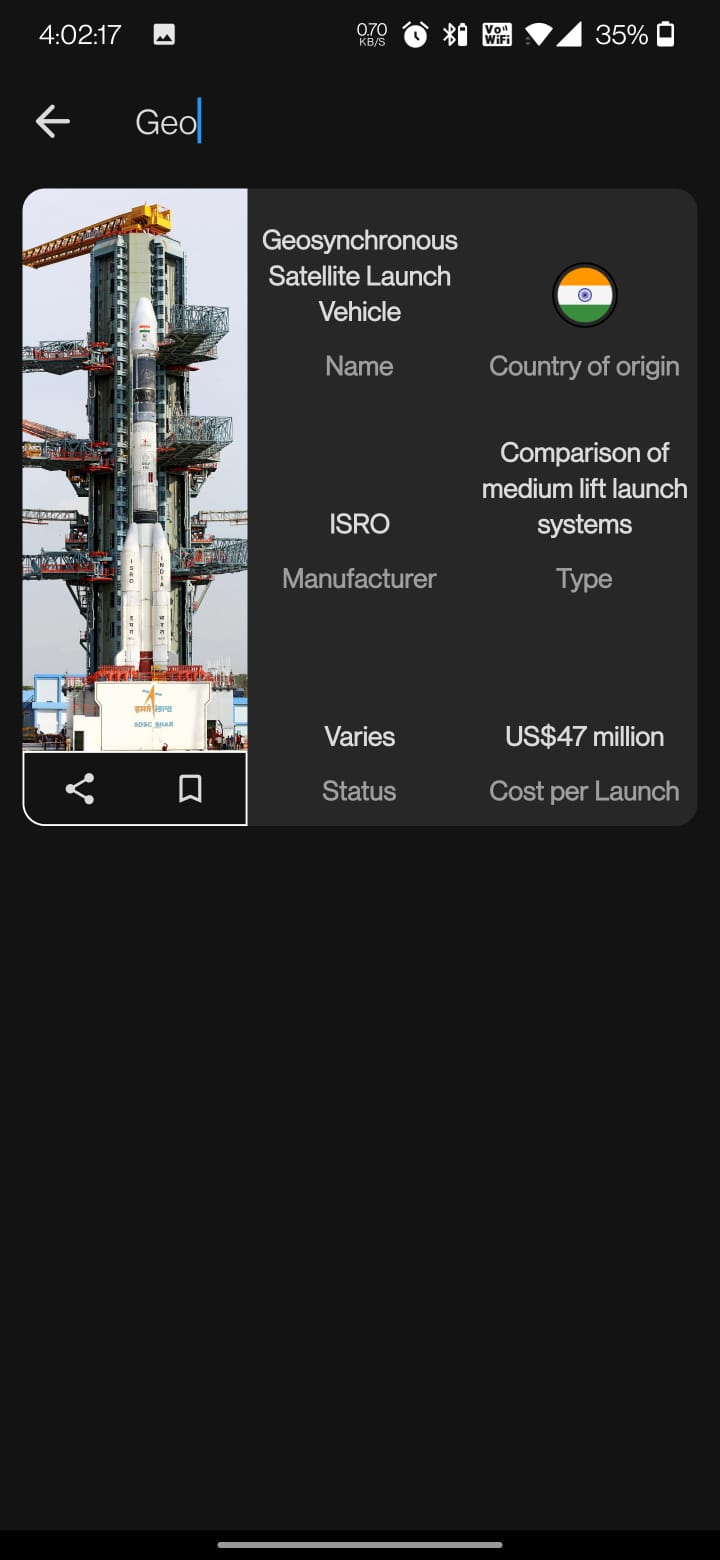 4:02:17
0.70
KB/S
Vo
WiFi
35%
Geo
Geosynchronous
Satellite Launch
Vehicle
Name
Country of origin
ISRO
Manufacturer
Comparison of
medium lift launch
systems
Type
Varies
Status
US$47 million
Cost per Launch
I
S
R
O
I
N
D
I
A
इसरो isro
SDSC SHAR